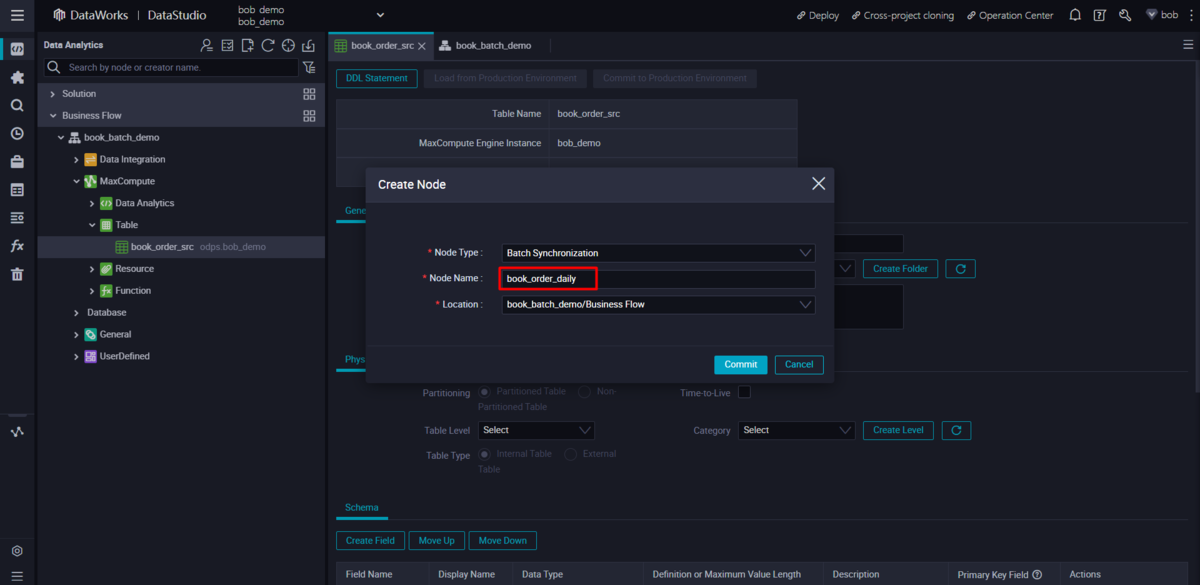 DataWorks | DataStudio
bob_demo
bob_demo
Deploy
Cross-project cloning
Operation Center
bob
Data Analytics
Search by node or creator name.
Solution
Business Flow
book_batch_demo
Data Integration
MaxCompute
Data Analytics
Table
book_order_src odps.bob_demo
Resource
Function
Database
General
UserDefined
book_order_src
book_batch_demo
DDL Statement
Load from Production Environment
Commit to Production Environment
Table Name book_order_src
MaxCompute Engine Instance bob_demo
Gene
Create Folder
Create Node
* Node Type : Batch Synchronization
* Node Name : book_order_daily
* Location : book_batch_demo/Business Flow
Commit
Cancel
Phys
Partitioning Partitioned Table Non-
Partitioned Table
Time-to-Live
Table Level Select
Category Select
Create Level
Table Type Internal Table External
Table
Schema
Create Field
Move Up
Move Down
Field Name Display Name Data Type Definition or Maximum Value Length Description Primary Key Field Actions